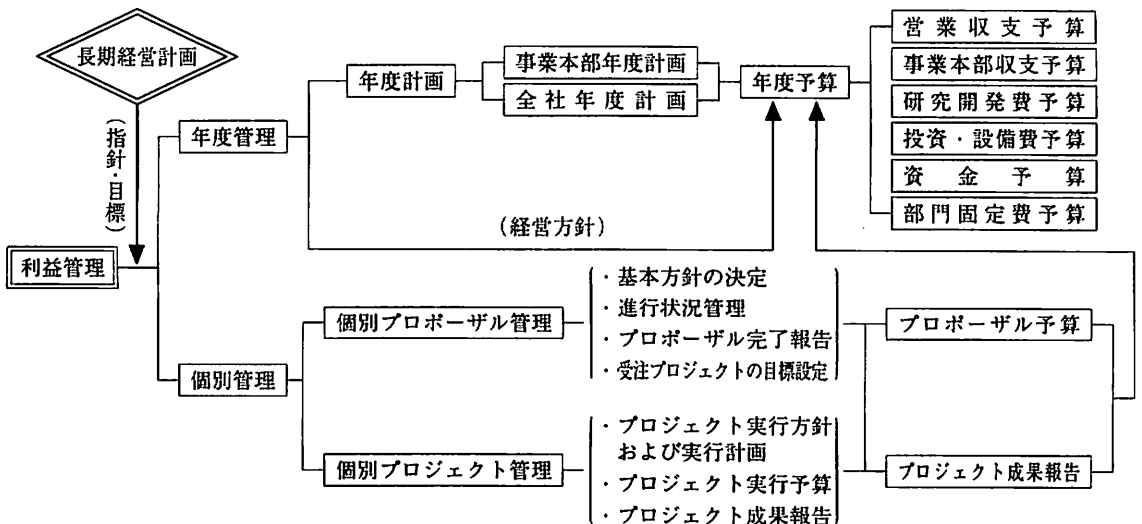 長期経営計画
(指針・目標)
利益管理
年度管理
年度計画
事業本部年度計画
全社年度計画
年度予算
営業収支予算
事業本部収支予算
研究開発費予算
投資・設備費予算
資金予算
部門固定費予算
(経営方針)
個別管理
個別プロポーザル管理
・基本方針の決定
・進行状況管理
・プロポーザル完了報告
・受注プロジェクトの目標設定
プロポーザル予算
個別プロジェクト管理
・プロジェクト実行方針
および実行計画
・プロジェクト実行予算
・プロジェクト成果報告
プロジェクト成果報告